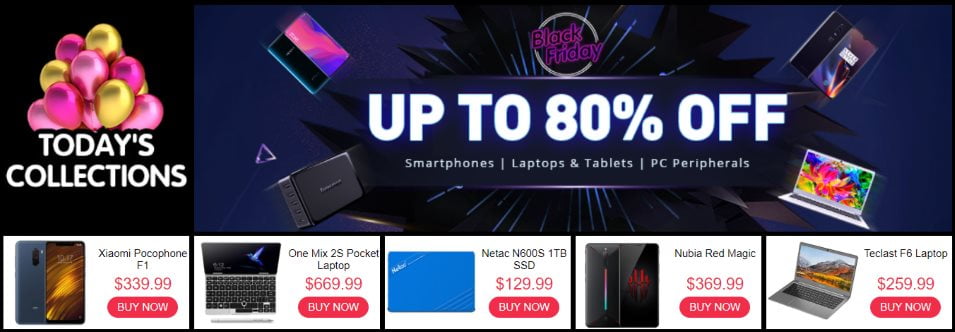 TODAY'S
COLLECTIONS
Black
Friday
UP TO 80% OFF
Smartphones | Laptops & Tablets | PC Peripherals
Xiaomi Pocophone
F1
$339.99
BUY NOW
One Mix 2S Pocket
Laptop
$669.99
BUY NOW
Netac
Netac N600S 1TB
SSD
$129.99
BUY NOW
Nubia Red Magic
$369.99
BUY NOW
Teclast F6 Laptop
$259.99
BUY NOW